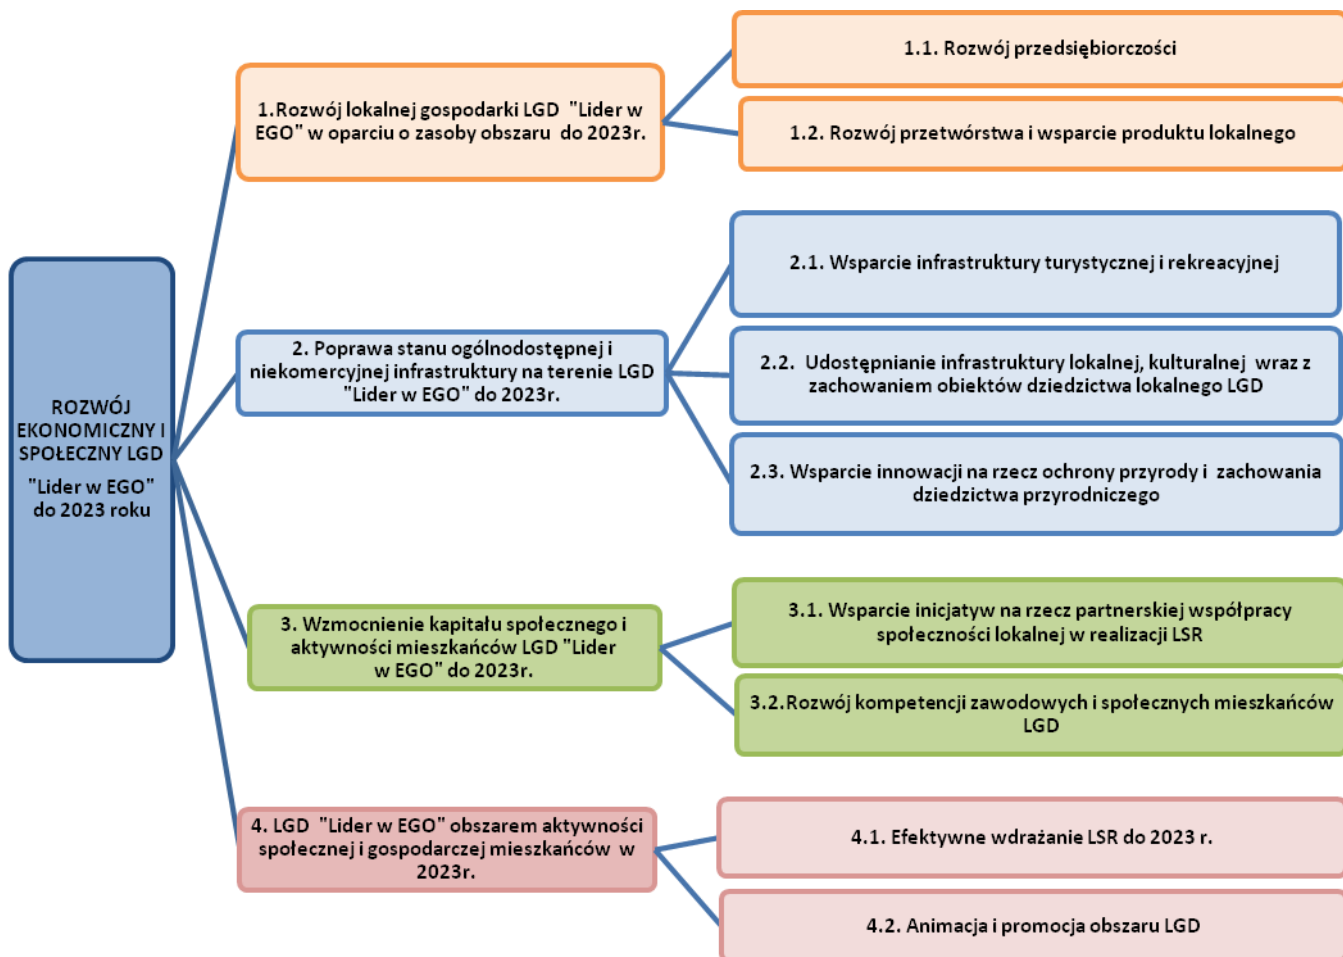 ROZWÓJ
EKONOMICZNY I
SPOŁECZNY LGD
"Lider w EGO"
do 2023 roku
1.Rozwój lokalnej gospodarki LGD "Lider w
EGO" w oparciu o zasoby obszaru do 2023r.
1.1. Rozwój przedsiębiorczości
1.2. Rozwój przetwórstwa i wsparcie produktu lokalnego
2. Poprawa stanu ogólnodostępnej i
niekomercyjnej infrastruktury na terenie LGD
"Lider w EGO" do 2023r.
2.1. Wsparcie infrastruktury turystycznej i rekreacyjnej
2.2. Udostępnianie infrastruktury lokalnej, kulturalnej wraz z
zachowaniem obiektów dziedzictwa lokalnego LGD
2.3. Wsparcie innowacji na rzecz ochrony przyrody i zachowania
dziedzictwa przyrodniczego
3. Wzmocnienie kapitału społecznego i
aktywności mieszkańców LGD "Lider
w EGO" do 2023r.
3.1. Wsparcie inicjatyw na rzecz partnerskiej współpracy
społeczności lokalnej w realizacji LSR
3.2.Rozwój kompetencji zawodowych i społecznych mieszkańców
LGD
4. LGD "Lider w EGO" obszarem aktywności
społecznej i gospodarczej mieszkańców w
2023r.
4.1. Efektywne wdrażanie LSR do 2023 r.
4.2. Animacja i promocja obszaru LGD